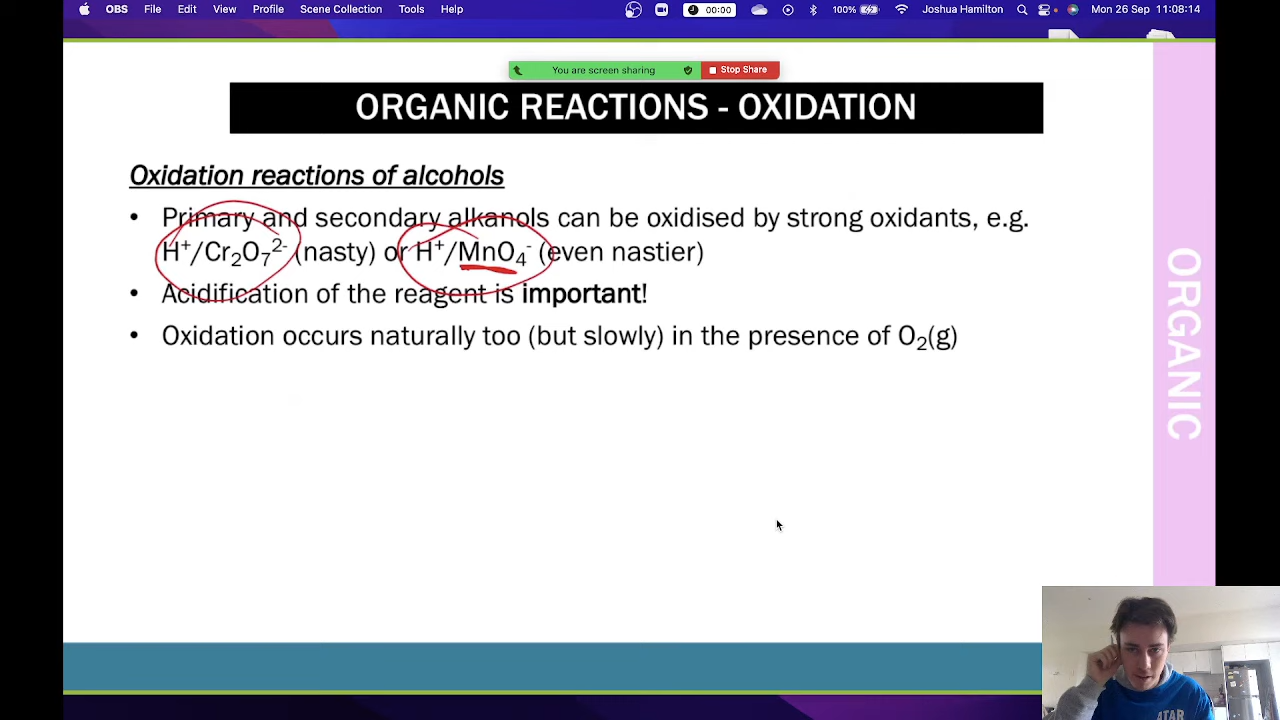 OBS File Edit View Docks Profile Scene Collection Tools Help 00:00 100% Joshua Hamilton Mon 26 Sep 11:08:14
You are screen sharing Stop Share
ORGANIC REACTIONS - OXIDATION
Oxidation reactions of alcohols
• Primary and secondary alkanols can be oxidised by strong oxidants, e.g.
H⁺/Cr₂O₇²⁻ (nasty) or H⁺/MnO₄⁻ (even nastier)
• Acidification of the reagent is important!
• Oxidation occurs naturally too (but slowly) in the presence of O₂(g)
ORGANIC